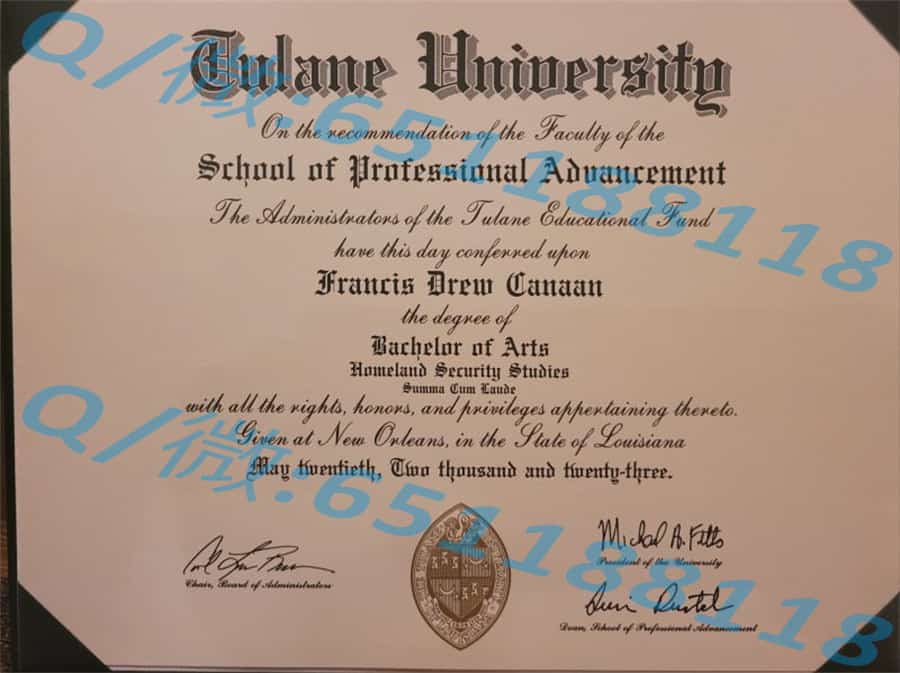 Tulane University
On the recommendation of the Faculty of the
School of Professional Advancement
The Administrators of the Tulane Educational Fund
have this day conferred upon
Francis Drew Canaan
the degree of
Bachelor of Arts
Homeland Security Studies
Summa Cum Laude
with all the rights, honors, and privileges appertaining thereto.
Given at New Orleans, in the State of Louisiana
May twentieth, Two thousand and twenty-three.
Chair, Board of Administrators
President of the University
Dean, School of Professional Advancement
Q/微:65118 8118
Q/微:65118 8118